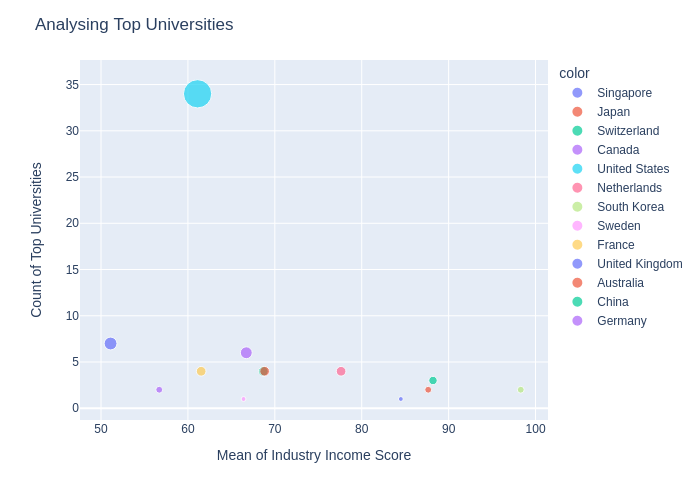 Analysing Top Universities
color
Singapore
Japan
Switzerland
Canada
United States
Netherlands
South Korea
Sweden
France
United Kingdom
Australia
China
Germany
Count of Top Universities
35
30
25
20
15
10
5
0
50 60 70 80 90 100
Mean of Industry Income Score